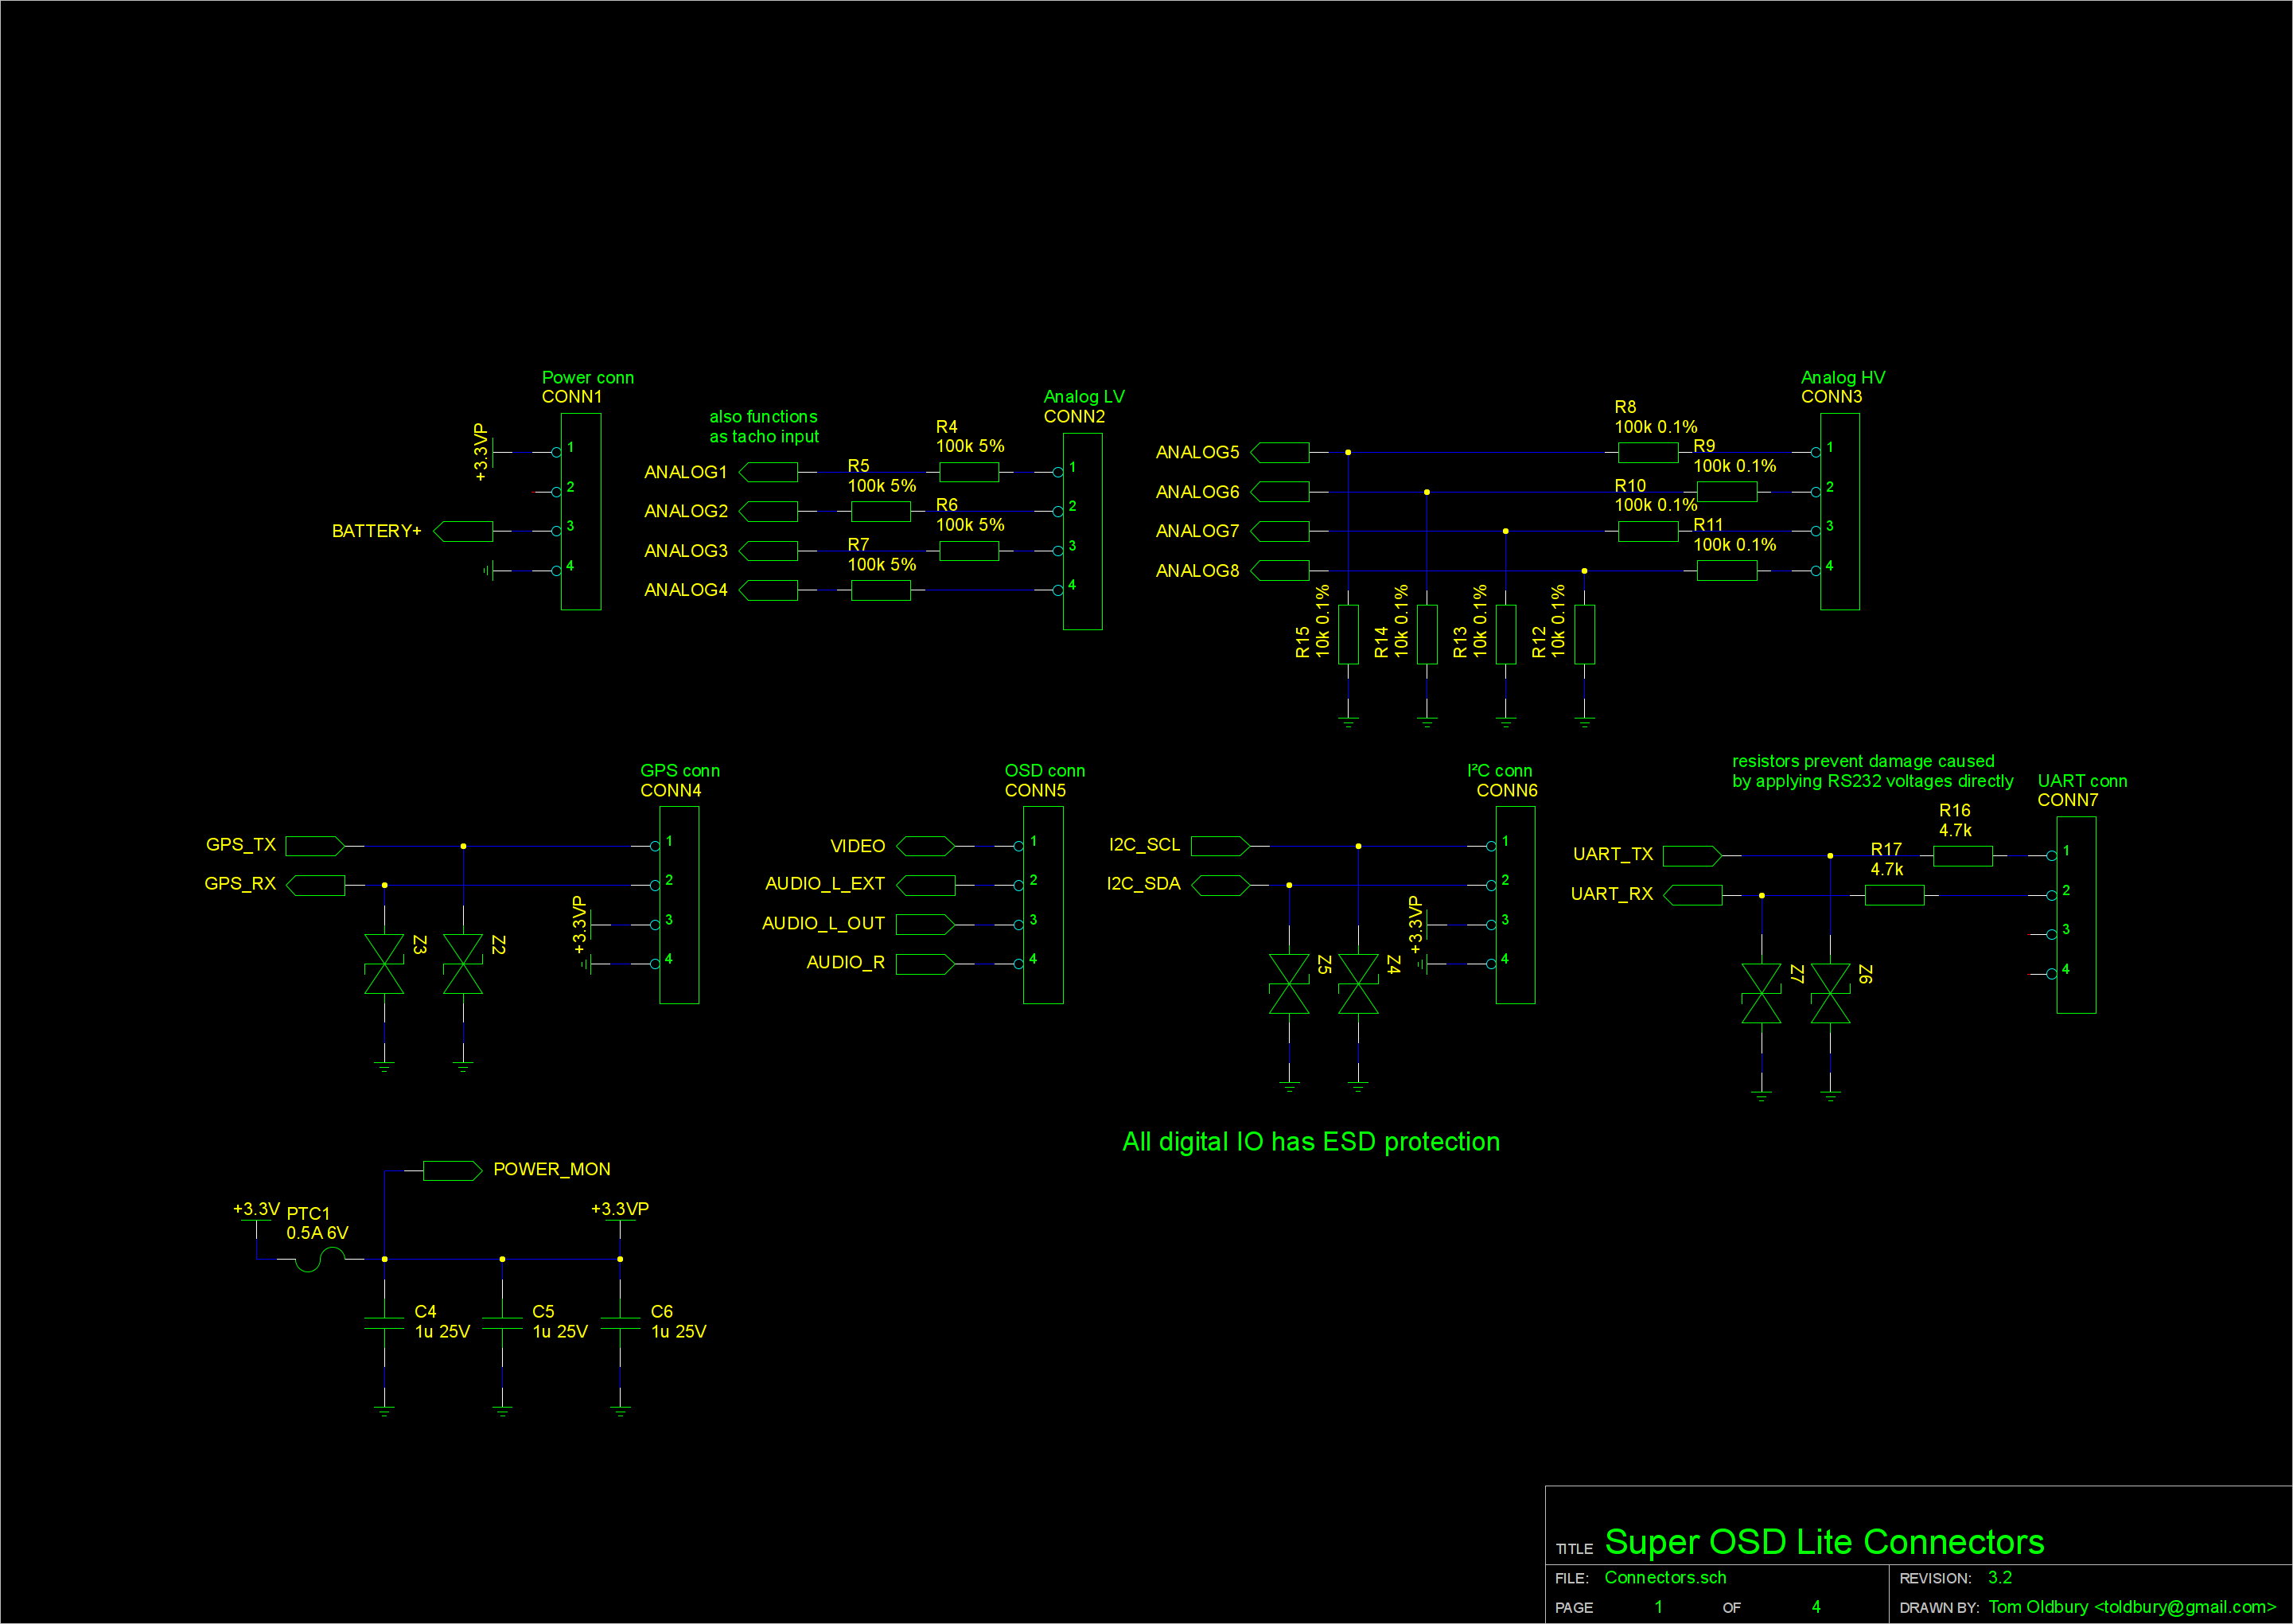 Power conn
CONN1
+3.3VP
1
2
3
4
BATTERY+
also functions
as tacho input
Analog LV
CONN2
ANALOG1
ANALOG2
ANALOG3
ANALOG4
R4
100k 5%
R5
100k 5%
R6
100k 5%
R7
100k 5%
1
2
3
4
Analog HV
CONN3
ANALOG5
ANALOG6
ANALOG7
ANALOG8
R8
100k 0.1%
R9
100k 0.1%
R10
100k 0.1%
R11
100k 0.1%
1
2
3
4
R15
10k 0.1%
R14
10k 0.1%
R13
10k 0.1%
R12
10k 0.1%
GPS conn
CONN4
GPS_TX
GPS_RX
Z3
Z2
+3.3VP
1
2
3
4
OSD conn
CONN5
VIDEO
AUDIO_L_EXT
AUDIO_L_OUT
AUDIO_R
1
2
3
4
I²C conn
CONN6
I2C_SCL
I2C_SDA
Z5
Z4
+3.3VP
1
2
3
4
resistors prevent damage caused
by applying RS232 voltages directly
UART conn
CONN7
R16
4.7k
R17
4.7k
UART_TX
UART_RX
Z7
Z6
1
2
3
4
All digital IO has ESD protection
POWER_MON
+3.3V
PTC1
0.5A 6V
+3.3VP
C4
1u 25V
C5
1u 25V
C6
1u 25V
TITLE Super OSD Lite Connectors
FILE: Connectors.sch
REVISION: 3.2
PAGE 1 OF 4
DRAWN BY: Tom Oldbury <toldbury@gmail.com>